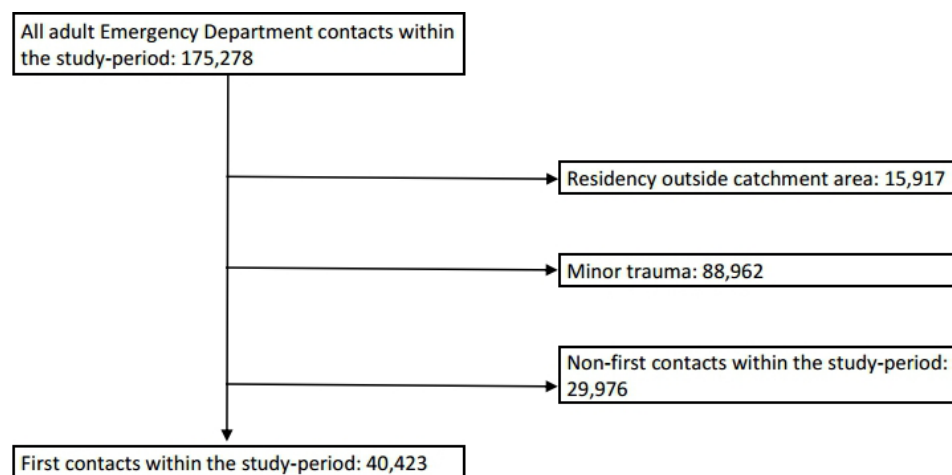 All adult Emergency Department contacts within
the study-period: 175,278
Residency outside catchment area: 15,917
Minor trauma: 88,962
Non-first contacts within the study-period:
29,976
First contacts within the study-period: 40,423